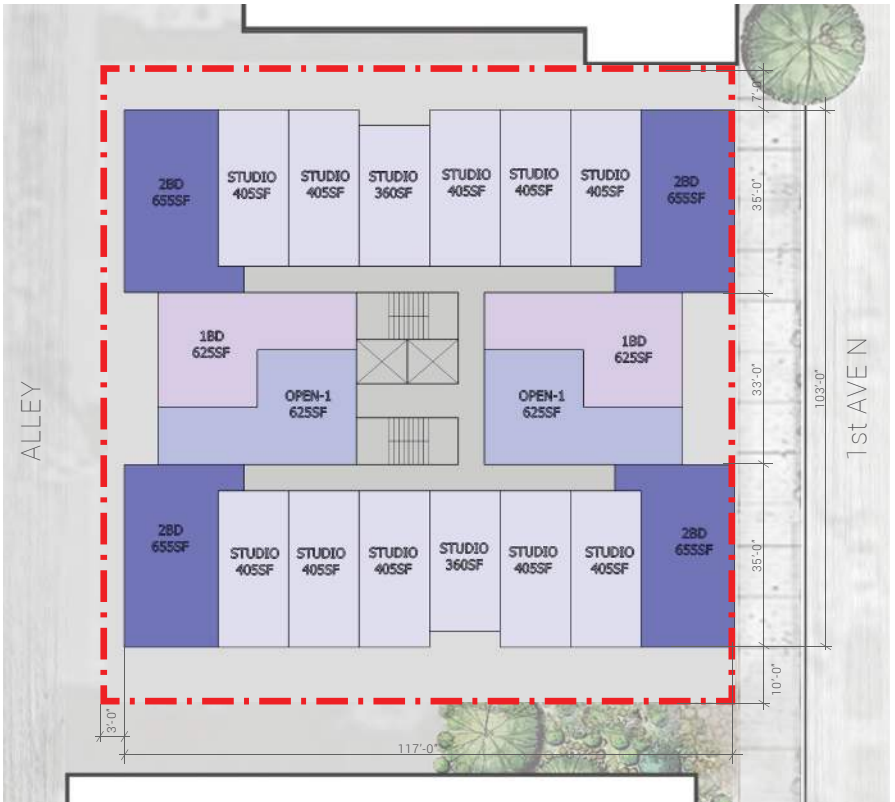 7'-0"
2BD
655SF
STUDIO
405SF
STUDIO
405SF
STUDIO
360SF
STUDIO
405SF
STUDIO
405SF
STUDIO
405SF
2BD
655SF
35'-0"
1BD
625SF
OPEN-1
625SF
OPEN-1
625SF
1BD
625SF
33'-0"
103'-0"
ALLEY
1st AVE N
2BD
655SF
STUDIO
405SF
STUDIO
405SF
STUDIO
405SF
STUDIO
360SF
STUDIO
405SF
STUDIO
405SF
2BD
655SF
35'-0"
10'-0"
3'-0"
117'-0"